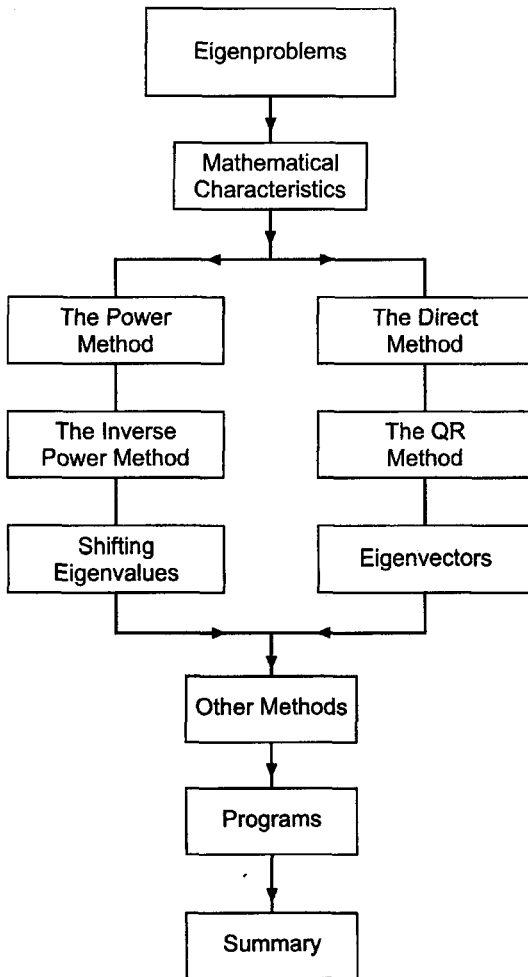 Eigenproblems
Mathematical
Characteristics
The Power
Method
The Inverse
Power Method
Shifting
Eigenvalues
The Direct
Method
The QR
Method
Eigenvectors
Other Methods
Programs
Summary